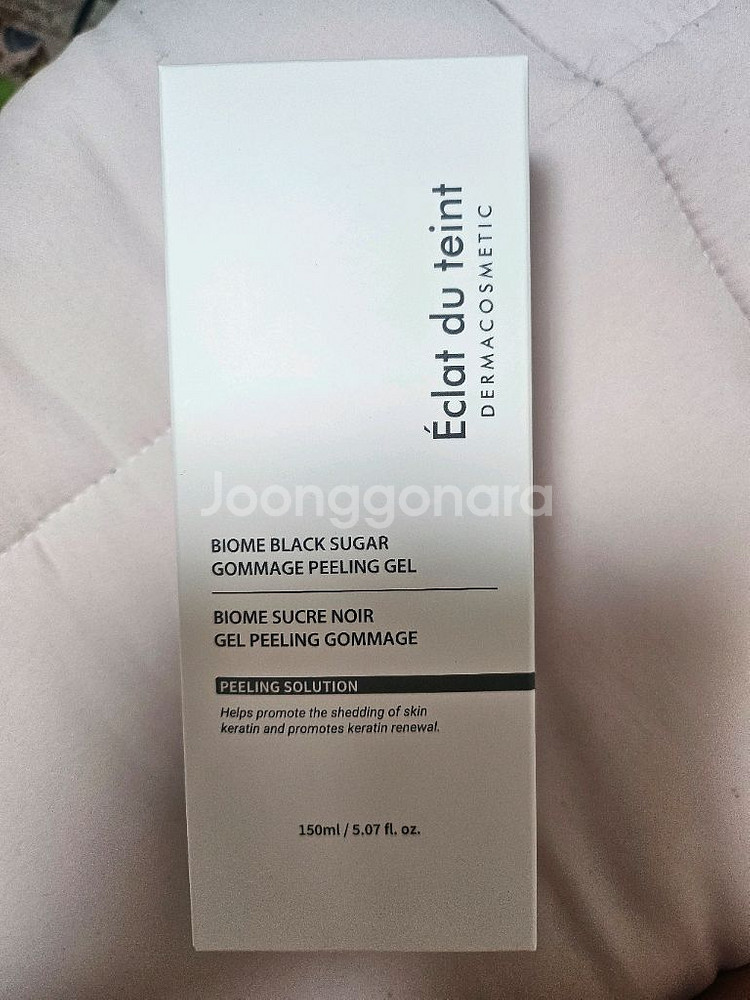 Éclat du teint
DERMACOSMETIC
Joonggonara
BIOME BLACK SUGAR
GOMMAGE PEELING GEL
BIOME SUCRE NOIR
GEL PEELING GOMMAGE
PEELING SOLUTION
Helps promote the shedding of skin
keratin and promotes keratin renewal.
150ml / 5.07 fl. oz.